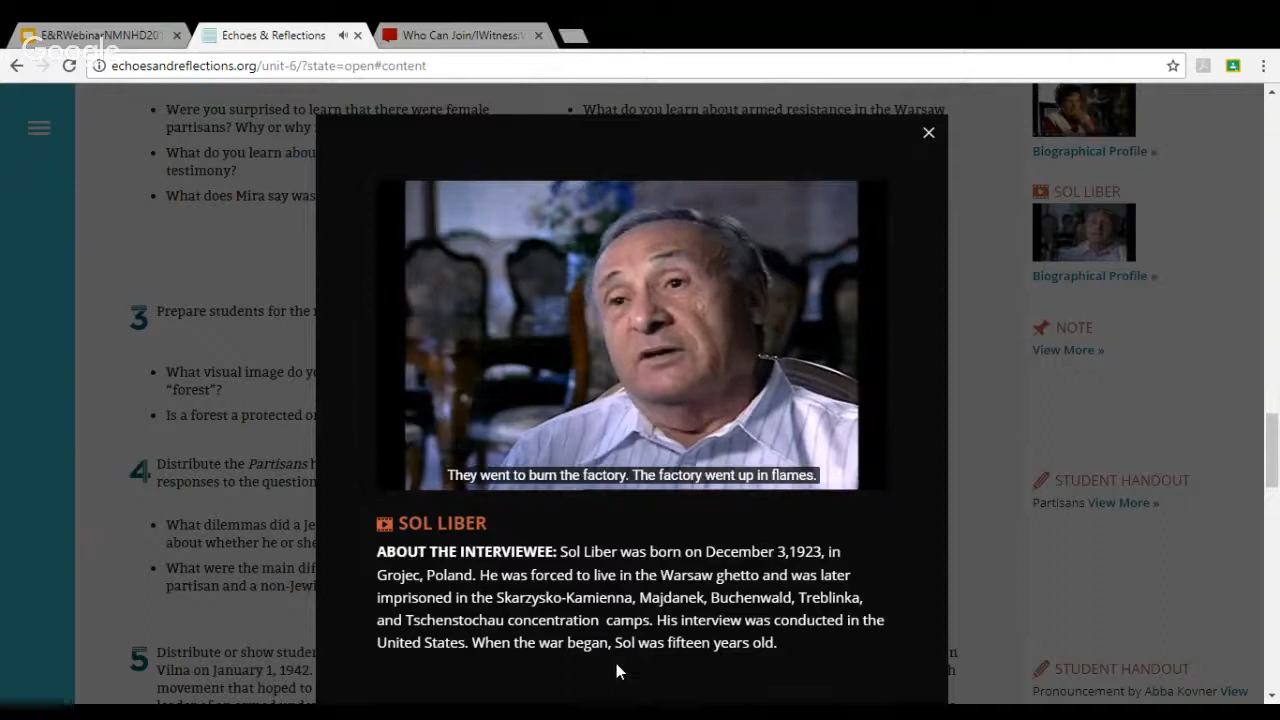 E&RWebinarNMNHD201
Echoes & Reflections
Who Can Join/IWitness:
Google
echoesandreflections.org/unit-6/?state=open#content
Were you surprised to learn that there were female
partisans? Why or why
What do you learn abou
testimony?
What does Mira say was
What do you learn about armed resistance in the Warsaw
3 Prepare students for the
What visual image do yo
"forest"?
Is a forest a protected or
4 Distribute the Partisans h
responses to the question
What dilemmas did a Je
about whether he or she
What were the main dif
partisan and a non-Jewi
5 Distribute or show studen
Vilna on January 1, 1942.
movement that hoped to
They went to burn the factory. The factory went up in flames.
SOL LIBER
ABOUT THE INTERVIEWEE: Sol Liber was born on December 3,1923, in
Grojec, Poland. He was forced to live in the Warsaw ghetto and was later
imprisoned in the Skarzysko-Kamienna, Majdanek, Buchenwald, Treblinka,
and Tschenstochau concentration camps. His interview was conducted in the
United States. When the war began, Sol was fifteen years old.
Biographical Profile »
SOL LIBER
Biographical Profile »
NOTE
View More »
STUDENT HANDOUT
Partisans View More »
STUDENT HANDOUT
Pronouncement by Abba Kovner View